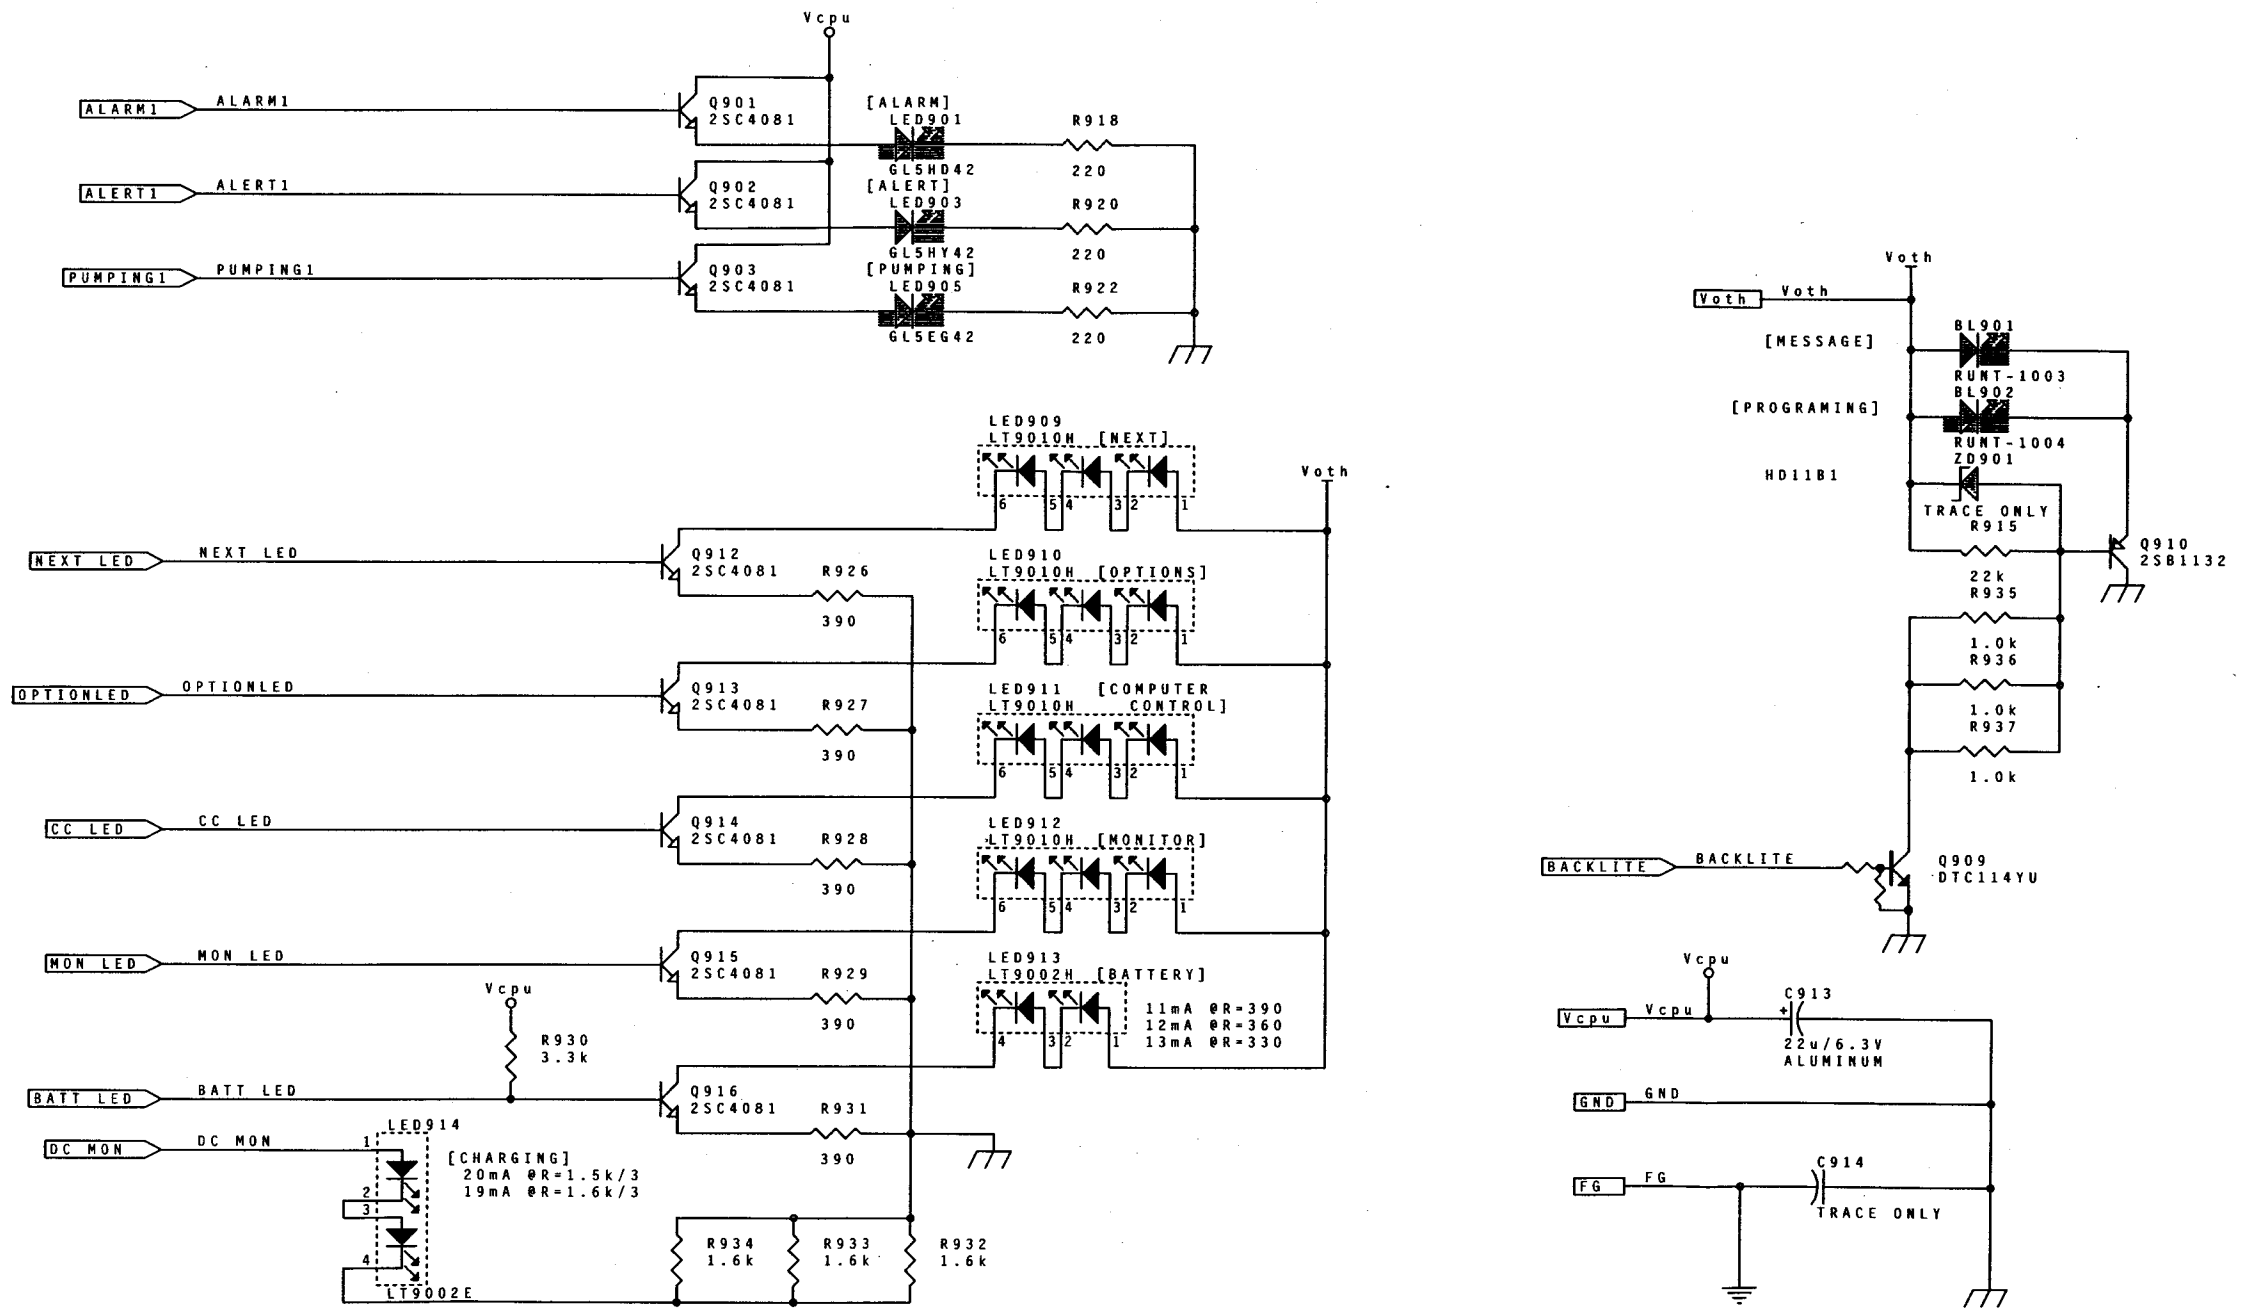 Vcpu
ALARM1
ALARM1
Q901
2SC4081
[ALARM]
LED901
GL5HD42
R918
220
ALERT1
ALERT1
Q902
2SC4081
[ALERT]
LED903
GL5HY42
R920
220
PUMPING1
PUMPING1
Q903
2SC4081
[PUMPING]
LED905
GL5EG42
R922
220
LED909
LT9010H [NEXT]
6 5 4 3 2 1
Voth
NEXT LED
NEXT LED
Q912
2SC4081
R926
390
LED910
LT9010H [OPTIONS]
6 5 4 3 2 1
OPTIONLED
OPTIONLED
Q913
2SC4081
R927
390
LED911 [COMPUTER
LT9010H CONTROL]
6 5 4 3 2 1
CC LED
CC LED
Q914
2SC4081
R928
390
LED912
LT9010H [MONITOR]
6 5 4 3 2 1
MON LED
MON LED
Q915
2SC4081
R929
390
LED913
LT9002H [BATTERY]
4 3 2 1
11mA @R=390
12mA @R=360
13mA @R=330
Vcpu
R930
3.3k
BATT LED
BATT LED
Q916
2SC4081
R931
390
DC MON
DC MON
LED914
1
2
3
4
LT9002E
[CHARGING]
20mA @R=1.5k/3
19mA @R=1.6k/3
R934
1.6k
R933
1.6k
R932
1.6k
Voth
Voth
Voth
[MESSAGE]
BL901
RUNT-1003
[PROGRAMING]
BL902
RUNT-1004
HD11B1
ZD901
TRACE ONLY
R915
22k
Q910
2SB1132
R935
1.0k
R936
1.0k
R937
1.0k
BACKLITE
BACKLITE
Q909
DTC114YU
Vcpu
Vcpu
Vcpu
C913
+
22u/6.3V
ALUMINUM
GND
GND
FG
FG
C914
TRACE ONLY